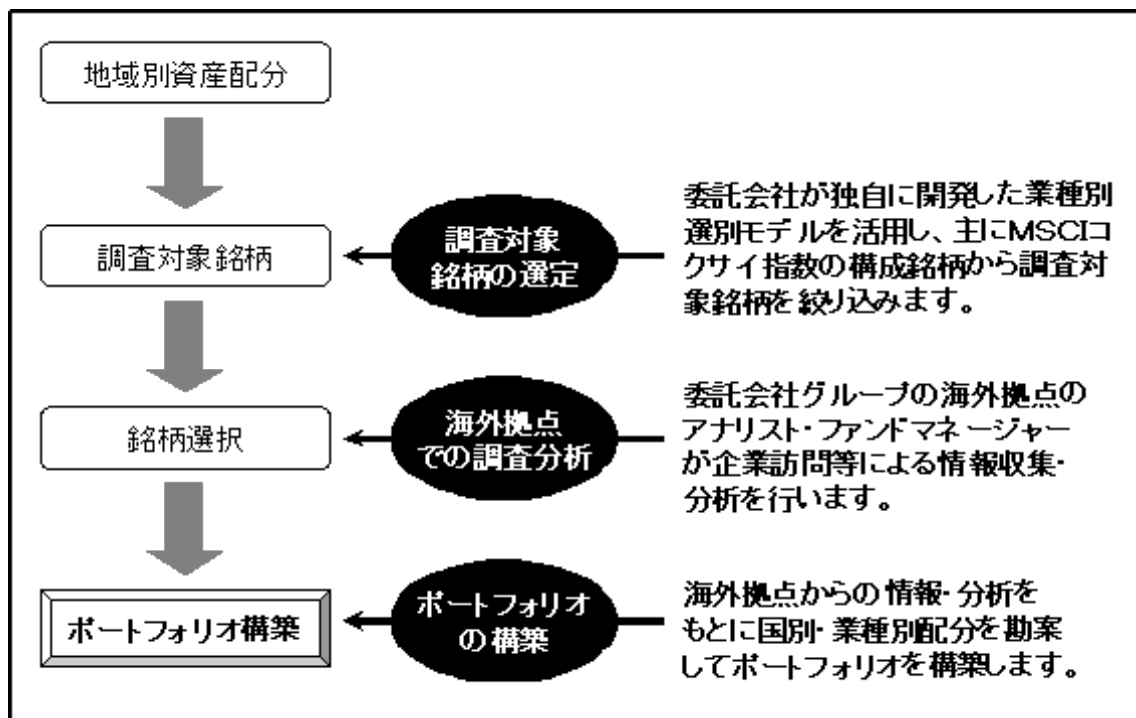 地域別資産配分
調査対象銘柄
調査対象
銘柄の選定
委託会社が独自に開発した業種別
選別モデルを活用し、主にMSCIコ
クサイ指数の構成銘柄から調査対
象銘柄を絞り込みます。
銘柄選択
海外拠点
での調査分析
委託会社グループの海外拠点の
アナリスト・ファンドマネージャー
が企業訪問等による情報収集・
分析を行います。
ポートフォリオ構築
ポートフォリオ
の構築
海外拠点からの情報・分析を
もとに国別・業種別配分を勘案
してポートフォリオを構築します。